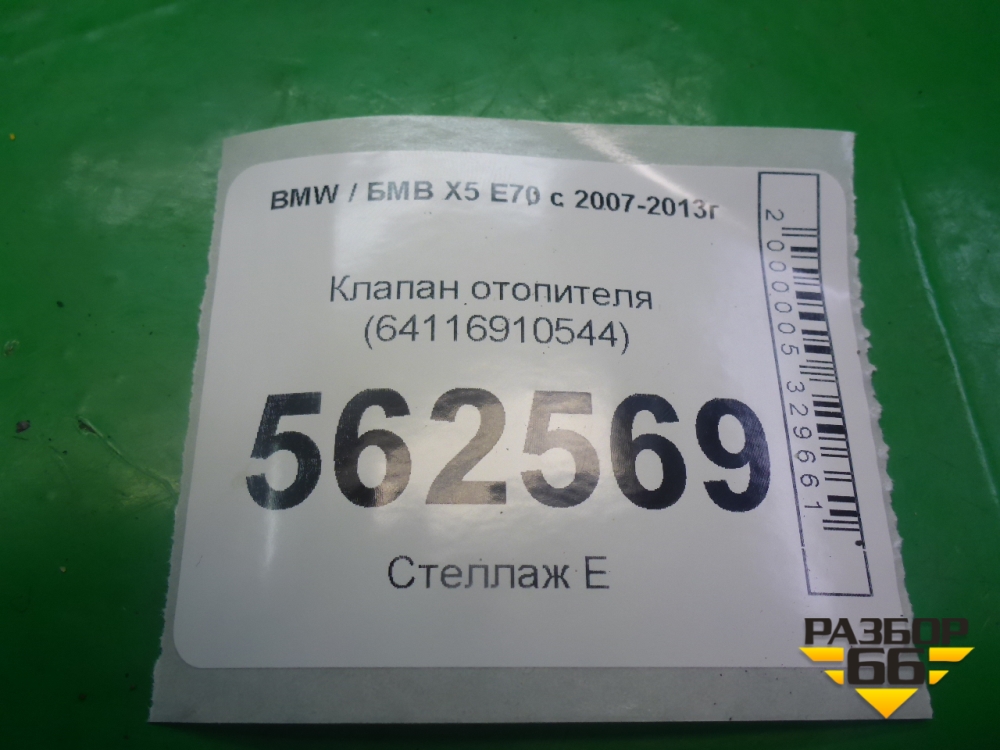 BMW / БМВ X5 E70 с 2007-2013г
Клапан отопителя
(64116910544)
562569
Стеллаж Е
2000005329661
РАЗБОР
66